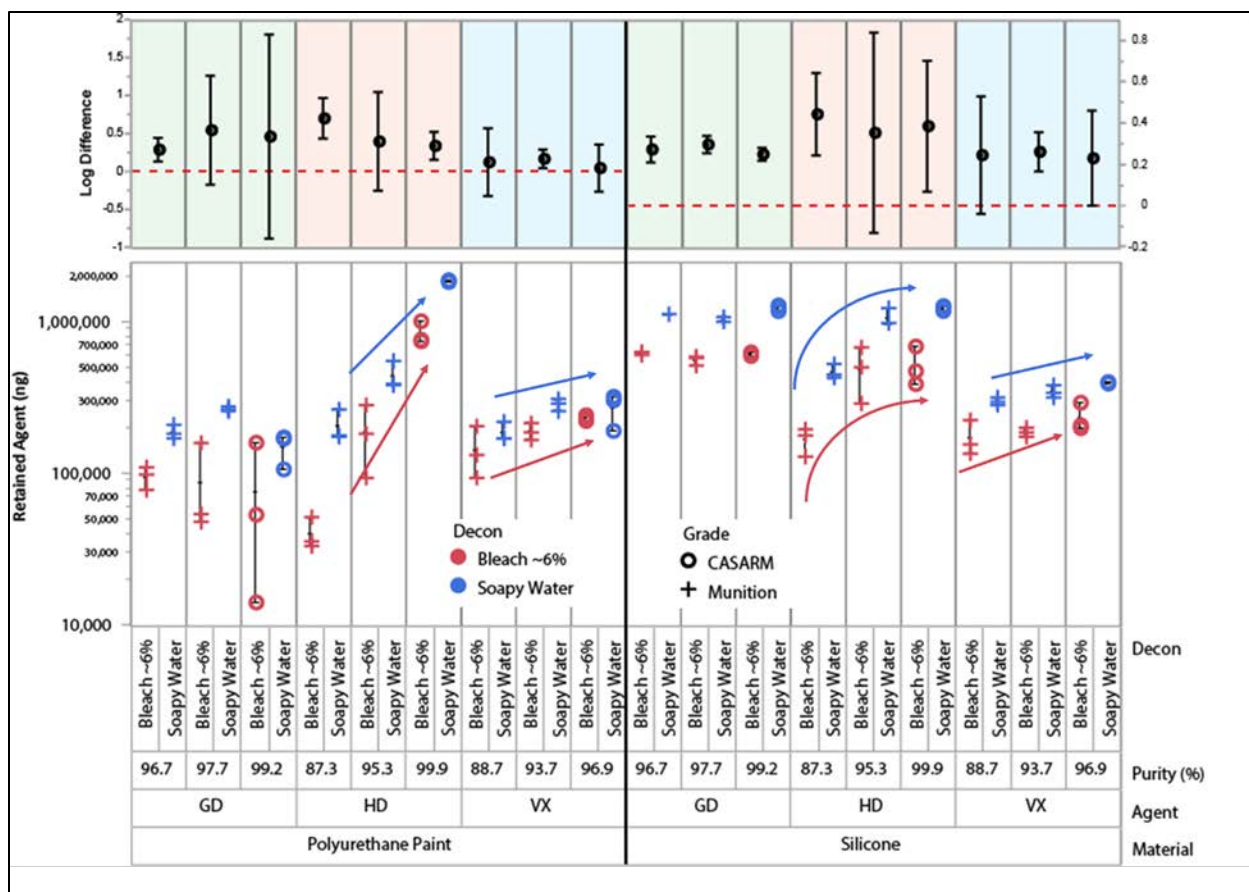 2
1.5
1
0.5
0
-0.5
-1
Log Difference
0.8
0.6
0.4
0.2
0
-0.2
2,000,000
1,000,000
700,000
500,000
300,000
100,000
70,000
50,000
30,000
10,000
Retained Agent (ng)
Decon
Bleach ~6%
Soapy Water
Grade
CASARM
Munition
Bleach ~6% Soapy Water Bleach ~6% Soapy Water Bleach ~6% Soapy Water Bleach ~6% Soapy Water Bleach ~6% Soapy Water Bleach ~6% Soapy Water Bleach ~6% Soapy Water Bleach ~6% Soapy Water Bleach ~6% Soapy Water Bleach ~6% Soapy Water Bleach ~6% Soapy Water Bleach ~6% Soapy Water Bleach ~6% Soapy Water Bleach ~6% Soapy Water Bleach ~6% Soapy Water Bleach ~6% Soapy Water Bleach ~6% Soapy Water Bleach ~6% Soapy Water Decon
96.7 97.7 99.2 87.3 95.3 99.9 88.7 93.7 96.9 96.7 97.7 99.2 87.3 95.3 99.9 88.7 93.7 96.9 Purity (%)
GD HD VX GD HD VX Agent
Polyurethane Paint Silicone Material